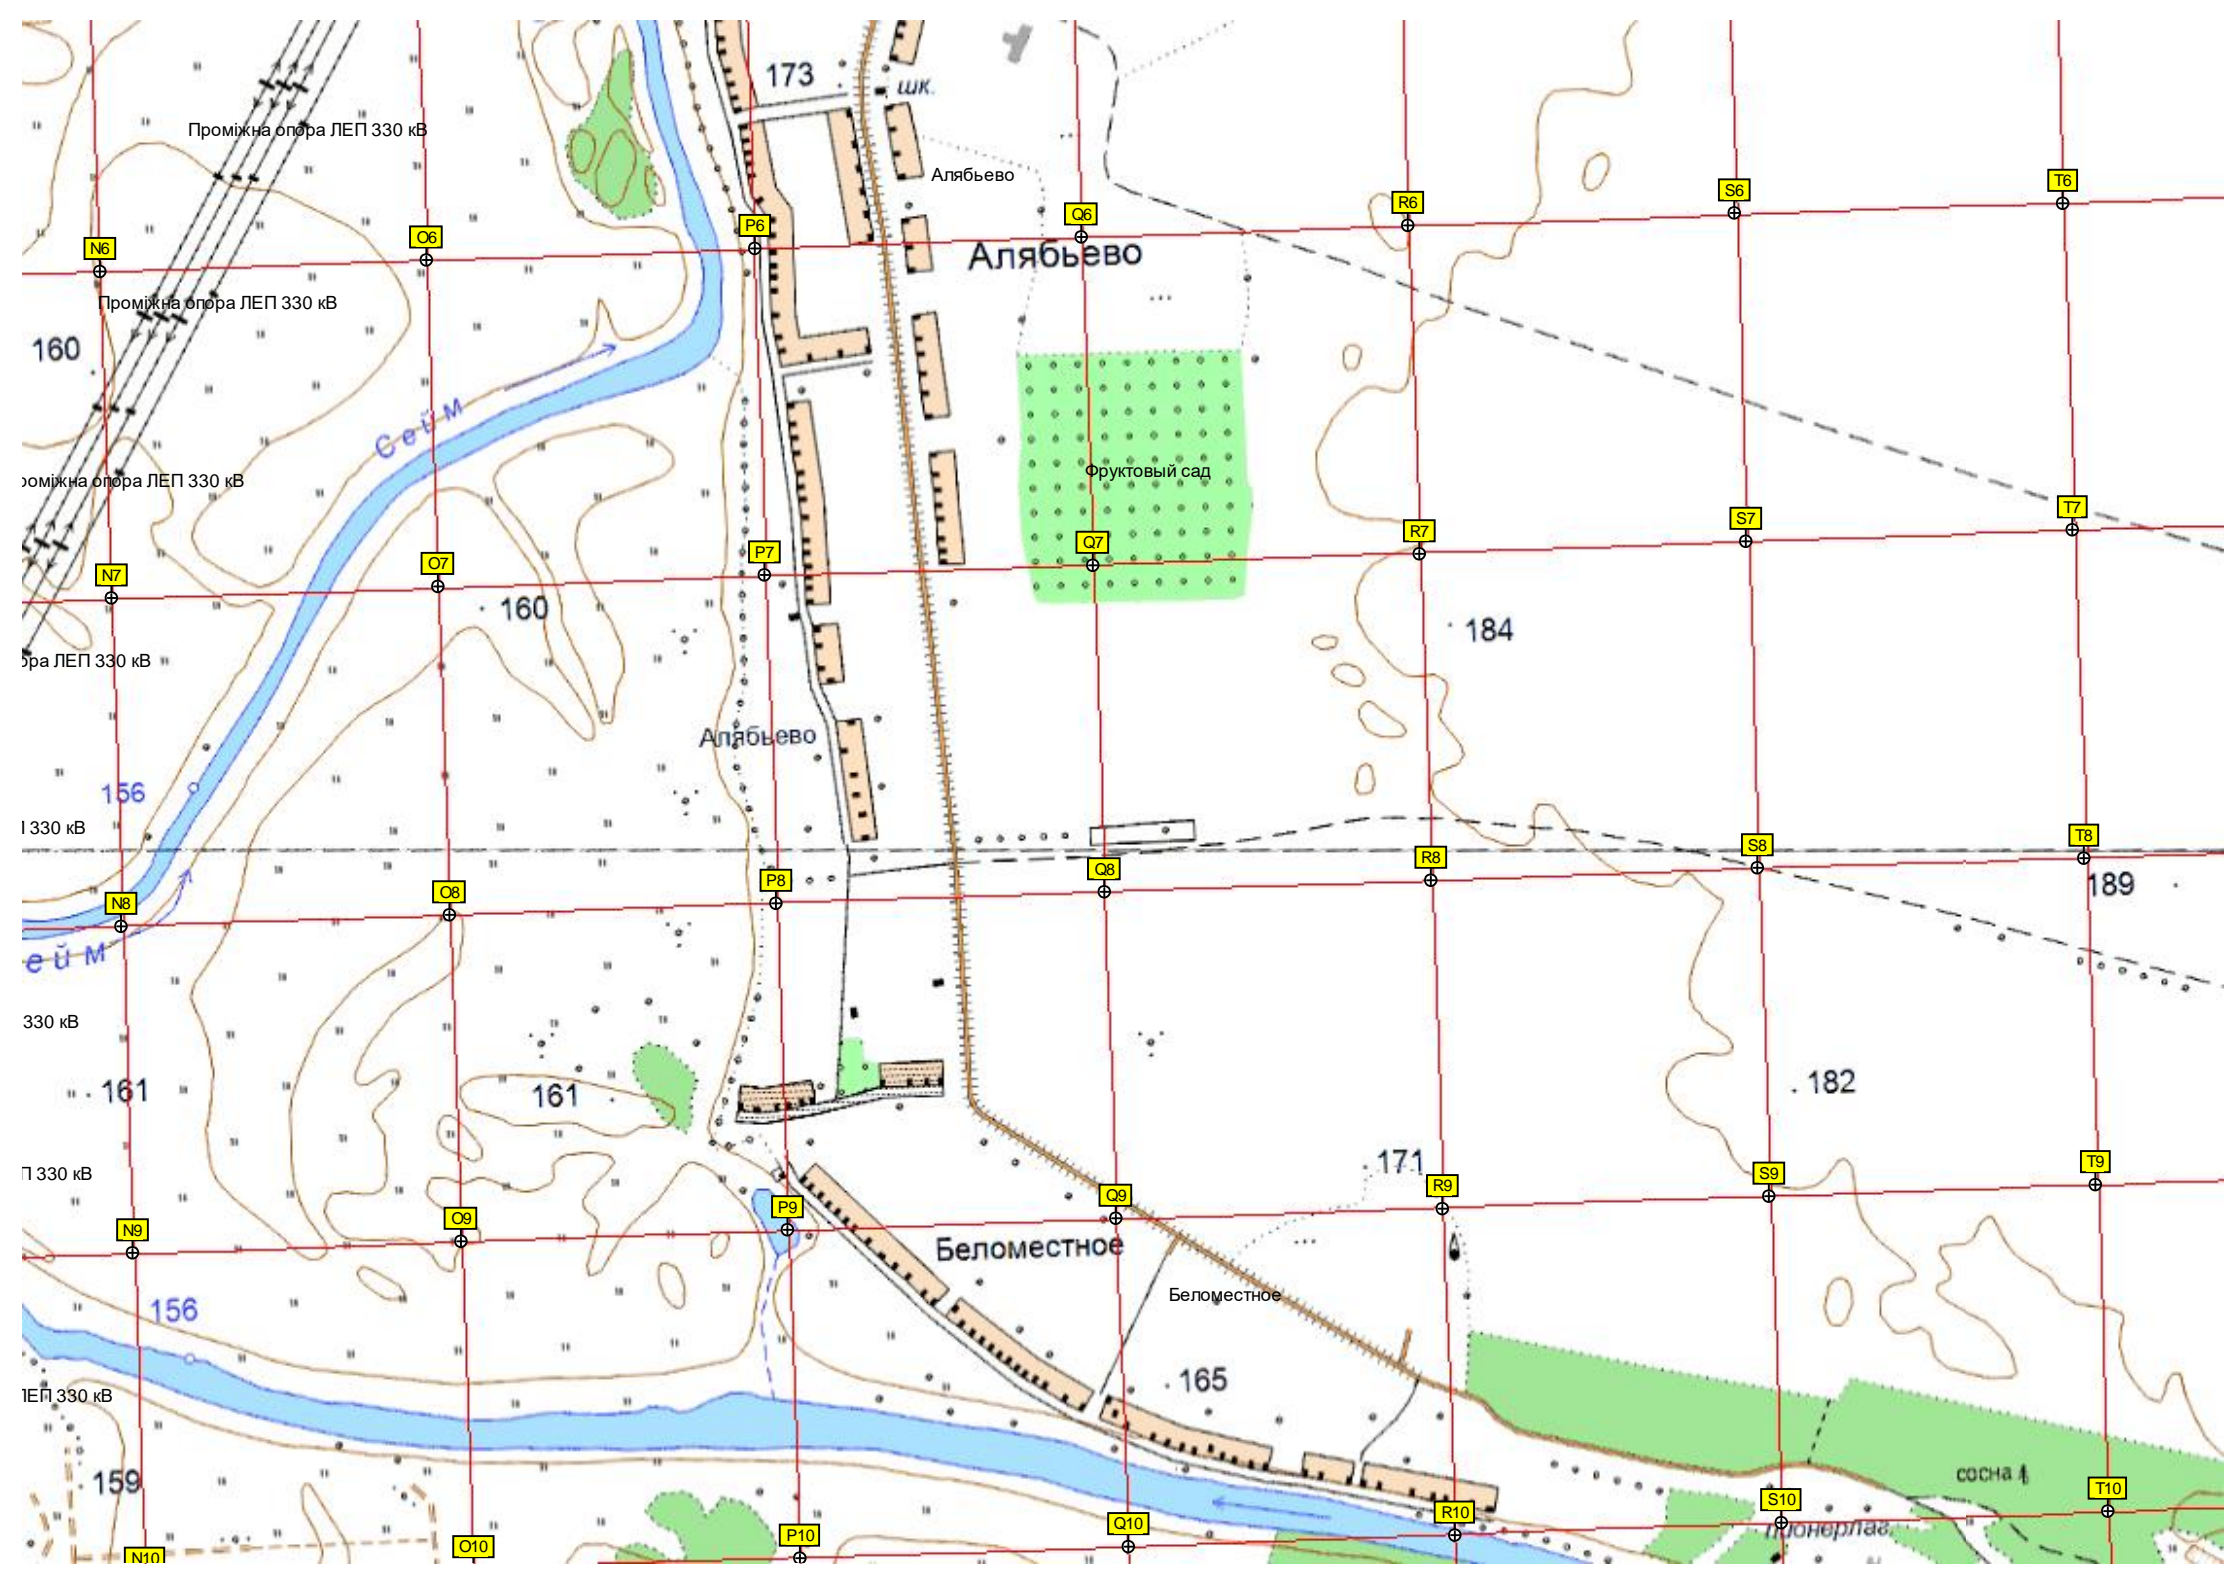 173
шк.
Проміжна опора ЛЕП 330 кВ
Алябьево
T6
S6
R6
Q6
P6
O6
N6
Алябьево
Проміжна опора ЛЕП 330 кВ
160
Сейм
Фруктовый сад
роміжна опора ЛЕП 330 кВ
T7
S7
R7
Q7
P7
O7
N7
160
184
ора ЛЕП 330 кВ
Алябьево
156
330 кВ
T8
S8
R8
Q8
P8
O8
N8
189
ейм
330 кВ
161
161
182
171
П 330 кВ
T9
S9
R9
Q9
P9
O9
N9
Беломестное
Беломестное
156
165
ЛЕП 330 кВ
159
сосна
T10
S10
R10
Q10
P10
O10
N10
пионерлаг.